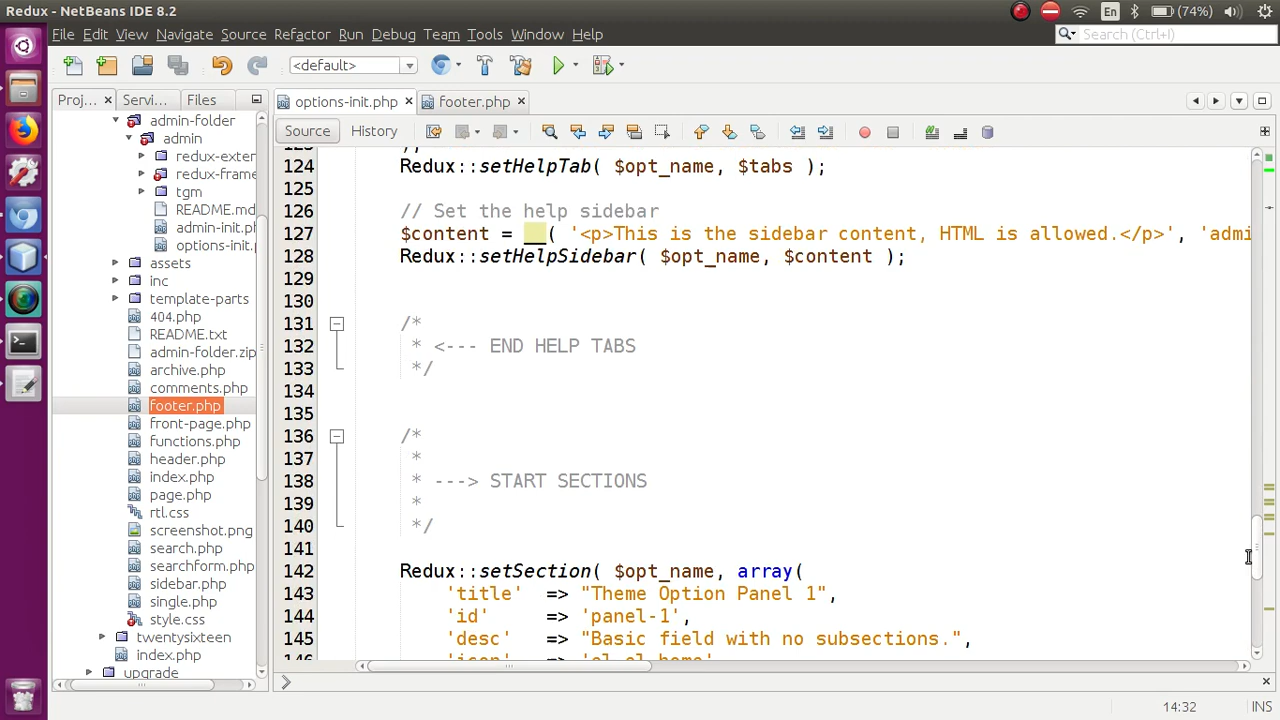 Redux - NetBeans IDE 8.2
En
(74%)
File Edit View Navigate Source Refactor Run Debug Team Tools Window Help
Search (Ctrl+I)
<default>
Proj... Servi... Files
options-init.php footer.php
Source History
admin-folder
admin
redux-exter
redux-frame
tgm
README.md
admin-init.php
options-init.
assets
inc
template-parts
404.php
README.txt
admin-folder.zip
archive.php
comments.php
footer.php
front-page.php
functions.php
header.php
index.php
page.php
rtl.css
screenshot.png
search.php
searchform.php
sidebar.php
single.php
style.css
twentysixteen
index.php
upgrade
124 Redux::setHelpTab( $opt_name, $tabs );
125
126 // Set the help sidebar
127 $content = __( '<p>This is the sidebar content, HTML is allowed.</p>', 'admi
128 Redux::setHelpSidebar( $opt_name, $content );
129
130
131 /*
132 * <--- END HELP TABS
133 */
134
135
136 /*
137 *
138 * ---> START SECTIONS
139 *
140 */
141
142 Redux::setSection( $opt_name, array(
143 'title' => "Theme Option Panel 1",
144 'id' => 'panel-1',
145 'desc' => "Basic field with no subsections.",
14:32 INS